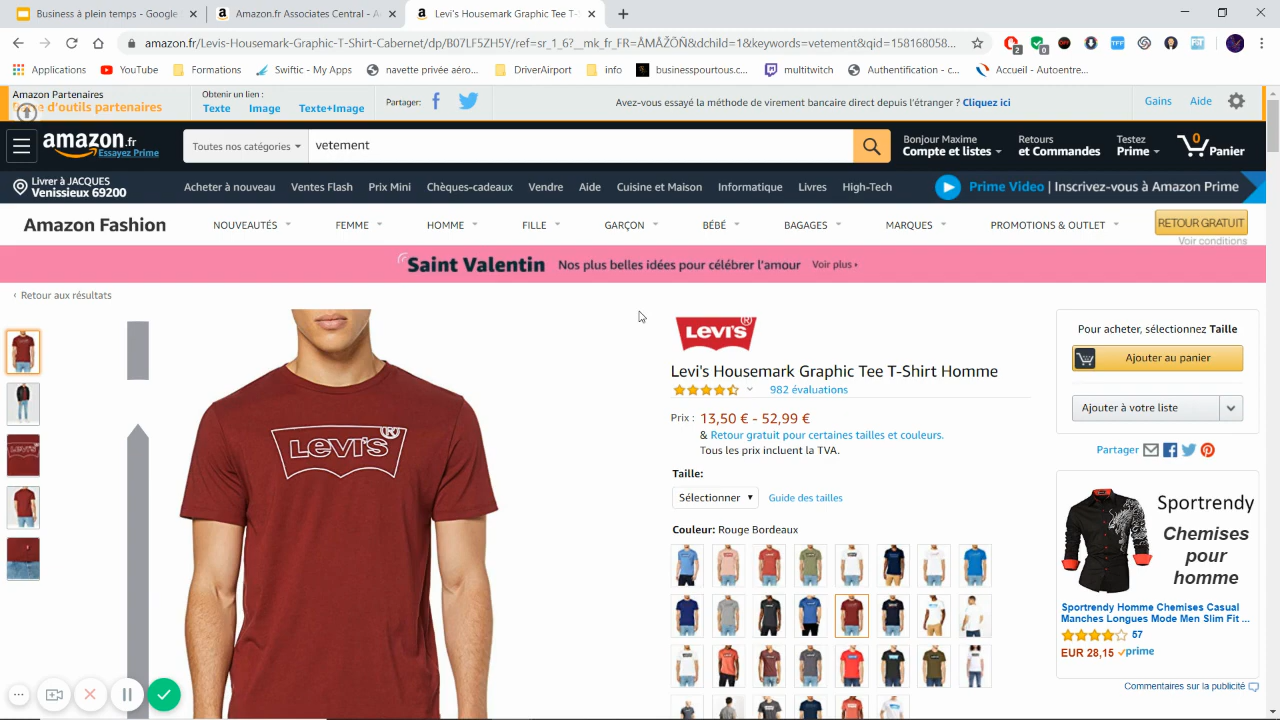 Business à plein temps - Google S
Amazon.fr Associates Central - A
Levi's Housemark Graphic Tee T-S
amazon.fr/Levis-Housemark-Graphic-T-Shirt-Cabernet/dp/B07LF5ZHGY/ref=sr_1_6?__mk_fr_FR=ÅMÅŽÕÑ&dchild=1&keywords=vetement&qid=158168058...
Applications YouTube Formations Swiftic - My Apps navette privée aéro... DriverAirport info businesspourtous.c... multitwitch Authentification - c... Accueil - Autoentre...
Amazon Partenaires
d'outils partenaires
Obtenir un lien :
Texte Image Texte+Image
Partager:
Avez-vous essayé la méthode de virement bancaire direct depuis l'étranger ? Cliquez ici
Gains Aide
amazon.fr
Essayez Prime
Toutes nos catégories
vetement
Bonjour Maxime
Compte et listes
Retours
et Commandes
Testez
Prime
0
Panier
Livrer à JACQUES
Venissieux 69200
Acheter à nouveau Ventes Flash Prix Mini Chèques-cadeaux Vendre Aide Cuisine et Maison Informatique Livres High-Tech
Prime Video | Inscrivez-vous à Amazon Prime
Amazon Fashion
NOUVEAUTÉS FEMME HOMME FILLE GARÇON BÉBÉ BAGAGES MARQUES PROMOTIONS & OUTLET
RETOUR GRATUIT
Voir conditions
Saint Valentin Nos plus belles idées pour célébrer l'amour Voir plus ▸
‹ Retour aux résultats
Levi's®
Levi's®
Levi's Housemark Graphic Tee T-Shirt Homme
982 évaluations
Prix : 13,50 € - 52,99 €
& Retour gratuit pour certaines tailles et couleurs.
Tous les prix incluent la TVA.
Taille:
Sélectionner
Guide des tailles
Couleur: Rouge Bordeaux
Pour acheter, sélectionnez Taille
Ajouter au panier
Ajouter à votre liste
Partager
Sportrendy
Chemises
pour
homme
Sportrendy Homme Chemises Casual
Manches Longues Mode Men Slim Fit ...
57
EUR 28,15 prime
Commentaires sur la publicité